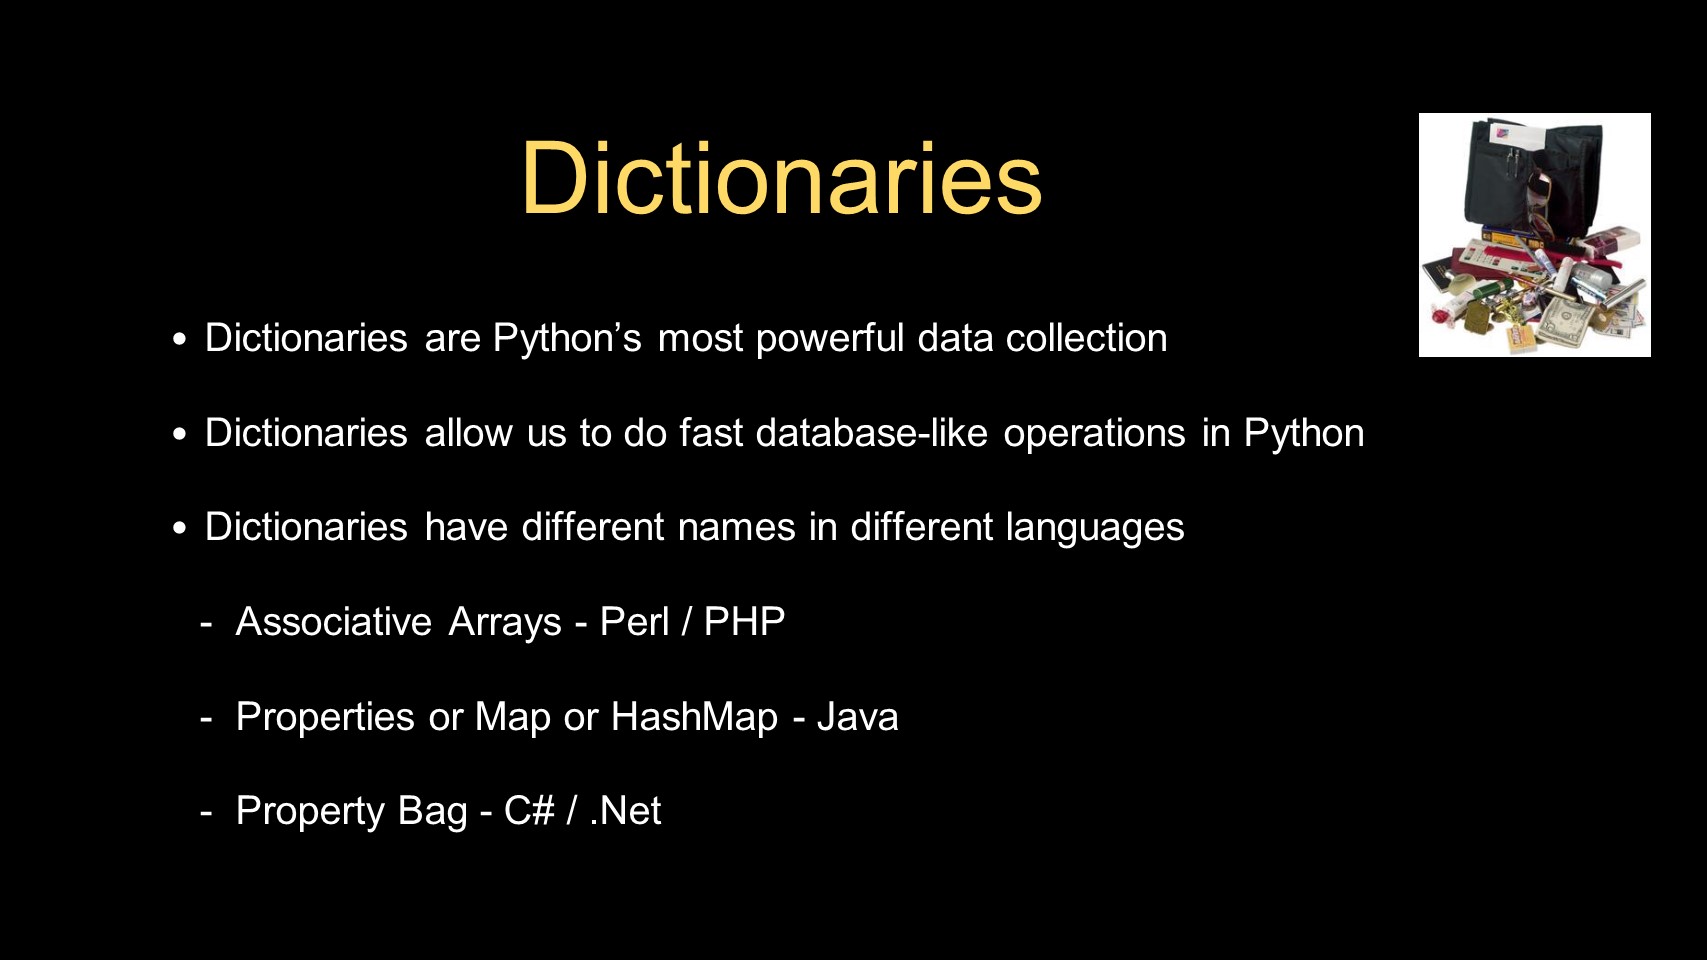 Dictionaries
• Dictionaries are Python’s most powerful data collection
• Dictionaries allow us to do fast database-like operations in Python
• Dictionaries have different names in different languages
- Associative Arrays - Perl / PHP
- Properties or Map or HashMap - Java
- Property Bag - C# / .Net